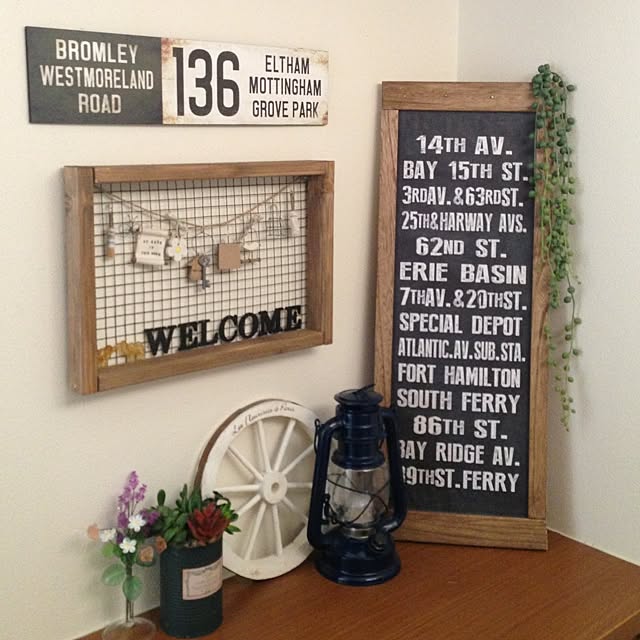 BROMLEY
WESTMORELAND
ROAD
136
ELTHAM
MOTTINGHAM
GROVE PARK
WELCOME
14TH AV.
BAY 15TH ST.
3RDAV.&63RDST.
25TH&HARWAY AVS.
62ND ST.
ERIE BASIN
7THAV.&20THST.
SPECIAL DEPOT
ATLANTIC.AV.SUB.STA.
FORT HAMILTON
SOUTH FERRY
86TH ST.
BAY RIDGE AV.
39THST.FERRY